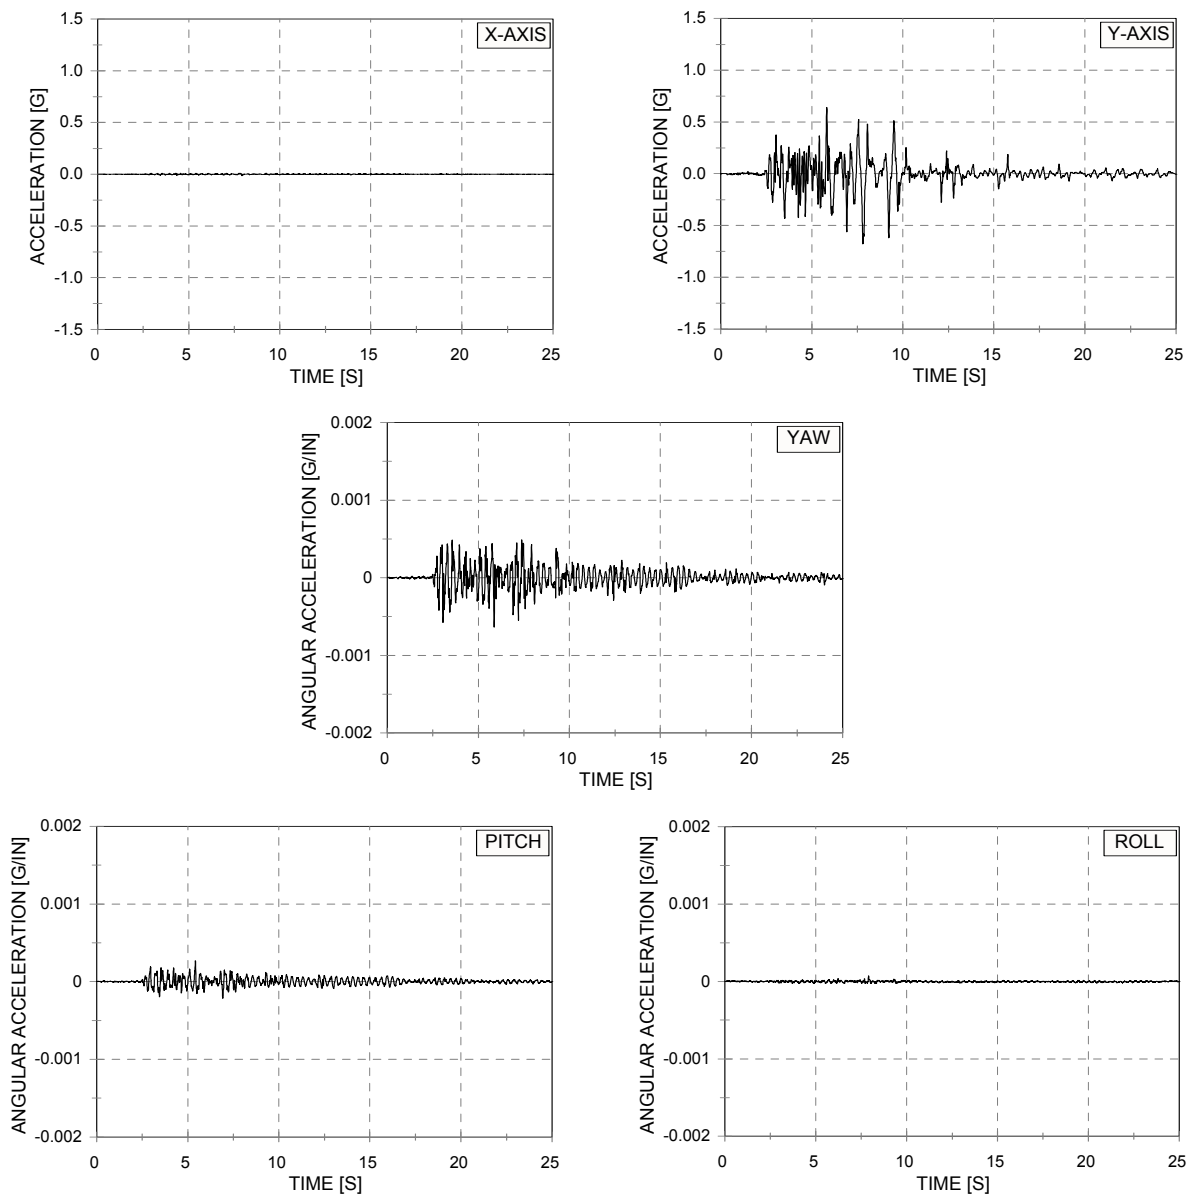 X-AXIS
ACCELERATION [G]
1.5
1.0
0.5
0.0
-0.5
-1.0
-1.5
0 5 10 15 20 25
TIME [S]
Y-AXIS
ACCELERATION [G]
1.5
1.0
0.5
0.0
-0.5
-1.0
-1.5
0 5 10 15 20 25
TIME [S]
YAW
ANGULAR ACCELERATION [G/IN]
0.002
0.001
0
-0.001
-0.002
0 5 10 15 20 25
TIME [S]
PITCH
ANGULAR ACCELERATION [G/IN]
0.002
0.001
0
-0.001
-0.002
0 5 10 15 20 25
TIME [S]
ROLL
ANGULAR ACCELERATION [G/IN]
0.002
0.001
0
-0.001
-0.002
0 5 10 15 20 25
TIME [S]